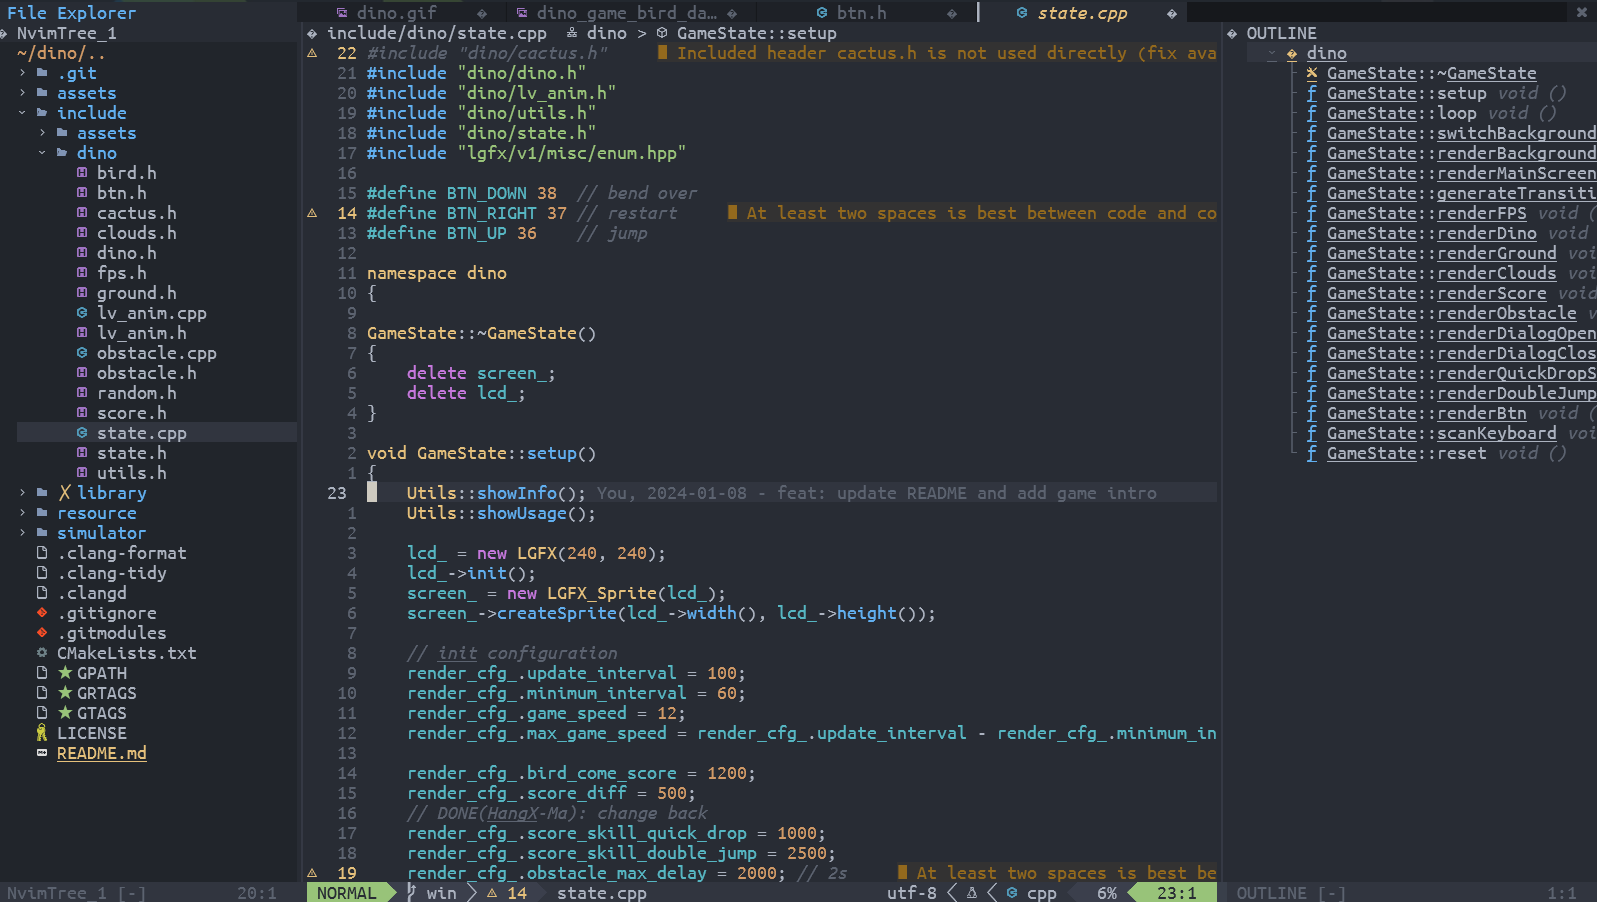 File Explorer
NvimTree_1
~/dino/..
.git
assets
include
assets
dino
bird.h
btn.h
cactus.h
clouds.h
dino.h
fps.h
ground.h
lv_anim.cpp
lv_anim.h
obstacle.cpp
obstacle.h
random.h
score.h
state.cpp
state.h
utils.h
library
resource
simulator
.clang-format
.clang-tidy
.clangd
.gitignore
.gitmodules
CMakeLists.txt
GPATH
GRTAGS
GTAGS
LICENSE
README.md
NvimTree_1 [-] 20:1
dino.gif dino_game_bird_da… btn.h state.cpp
include/dino/state.cpp dino > GameState::setup
22 #include "dino/cactus.h" Included header cactus.h is not used directly (fix ava
21 #include "dino/dino.h"
20 #include "dino/lv_anim.h"
19 #include "dino/utils.h"
18 #include "dino/state.h"
17 #include "lgfx/v1/misc/enum.hpp"
16
15 #define BTN_DOWN 38 // bend over
14 #define BTN_RIGHT 37 // restart At least two spaces is best between code and co
13 #define BTN_UP 36 // jump
12
11 namespace dino
10 {
9
8 GameState::~GameState()
7 {
6 delete screen_;
5 delete lcd_;
4 }
3
2 void GameState::setup()
1 {
23 Utils::showInfo(); You, 2024-01-08 - feat: update README and add game intro
1 Utils::showUsage();
2
3 lcd_ = new LGFX(240, 240);
4 lcd_->init();
5 screen_ = new LGFX_Sprite(lcd_);
6 screen_->createSprite(lcd_->width(), lcd_->height());
7
8 // init configuration
9 render_cfg_.update_interval = 100;
10 render_cfg_.minimum_interval = 60;
11 render_cfg_.game_speed = 12;
12 render_cfg_.max_game_speed = render_cfg_.update_interval - render_cfg_.minimum_in
13
14 render_cfg_.bird_come_score = 1200;
15 render_cfg_.score_diff = 500;
16 // DONE(HangX-Ma): change back
17 render_cfg_.score_skill_quick_drop = 1000;
18 render_cfg_.score_skill_double_jump = 2500;
19 render_cfg_.obstacle_max_delay = 2000; // 2s At least two spaces is best be
NORMAL win 14 state.cpp utf-8 cpp 6% 23:1
OUTLINE
dino
GameState::~GameState
GameState::setup void ()
GameState::loop void ()
GameState::switchBackground
GameState::renderBackground
GameState::renderMainScreen
GameState::generateTransiti
GameState::renderFPS void (
GameState::renderDino void
GameState::renderGround voi
GameState::renderClouds voi
GameState::renderScore void
GameState::renderObstacle v
GameState::renderDialogOpen
GameState::renderDialogClos
GameState::renderQuickDropS
GameState::renderDoubleJump
GameState::renderBtn void (
GameState::scanKeyboard voi
GameState::reset void ()
OUTLINE [-] 1:1